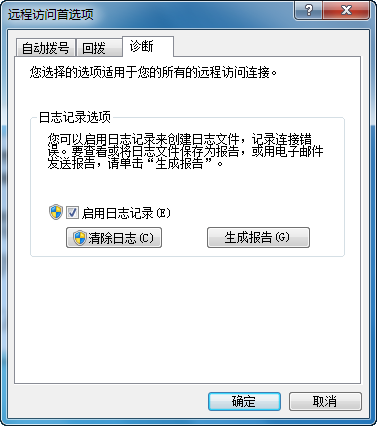 远程访问首选项
自动拨号 回拨 诊断
您选择的选项适用于您的所有的远程访问连接。
日志记录选项
您可以启用日志记录来创建日志文件，记录连接错
误。要查看或将日志文件保存为报告，或用电子邮件
发送报告，请单击“生成报告”。
启用日志记录(E)
清除日志(C) 生成报告(G)
确定 取消